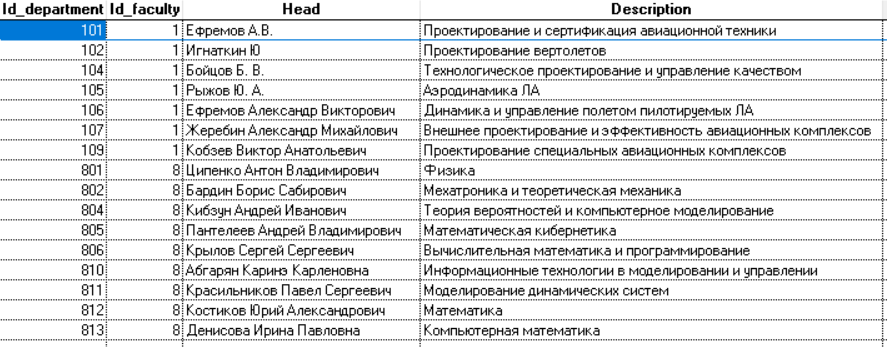 Id_department Id_faculty Head Description
101 1 Ефремов А.В. Проектирование и сертификация авиационной техники
102 1 Игнаткин Ю Проектирование вертолетов
104 1 Бойцов Б. В. Технологическое проектирование и управление качеством
105 1 Рыжов Ю. А. Аэродинамика ЛА
106 1 Ефремов Александр Викторович Динамика и управление полетом пилотируемых ЛА
107 1 Жеребин Александр Михайлович Внешнее проектирование и эффективность авиационных комплексов
109 1 Кобзев Виктор Анатольевич Проектирование специальных авиационных комплексов
801 8 Ципенко Антон Владимирович Физика
802 8 Бардин Борис Сабирович Мехатроника и теоретическая механика
804 8 Кибзун Андрей Иванович Теория вероятностей и компьютерное моделирование
805 8 Пантелеев Андрей Владимирович Математическая кибернетика
806 8 Крылов Сергей Сергеевич Вычислительная математика и программирование
810 8 Абгарян Каринэ Карленовна Информационные технологии в моделировании и управлении
811 8 Красильников Павел Сергеевич Моделирование динамических систем
812 8 Костиков Юрий Александрович Математика
813 8 Денисова Ирина Павловна Компьютерная математика